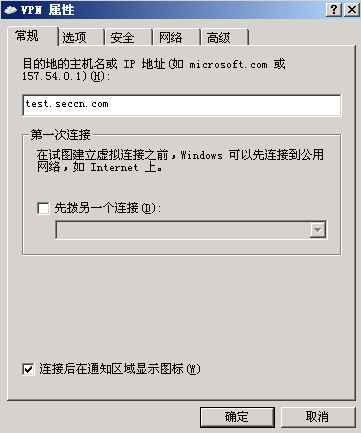 VPN 属性
常规 选项 安全 网络 高级
目的地的主机名或 IP 地址(如 microsoft.com 或
157.54.0.1)(H):
test.seccn.com
第一次连接
在试图建立虚拟连接之前,Windows 可以先连接到公用
网络,如 Internet 上。
先拨另一个连接(D):
连接后在通知区域显示图标(W)
确定 取消